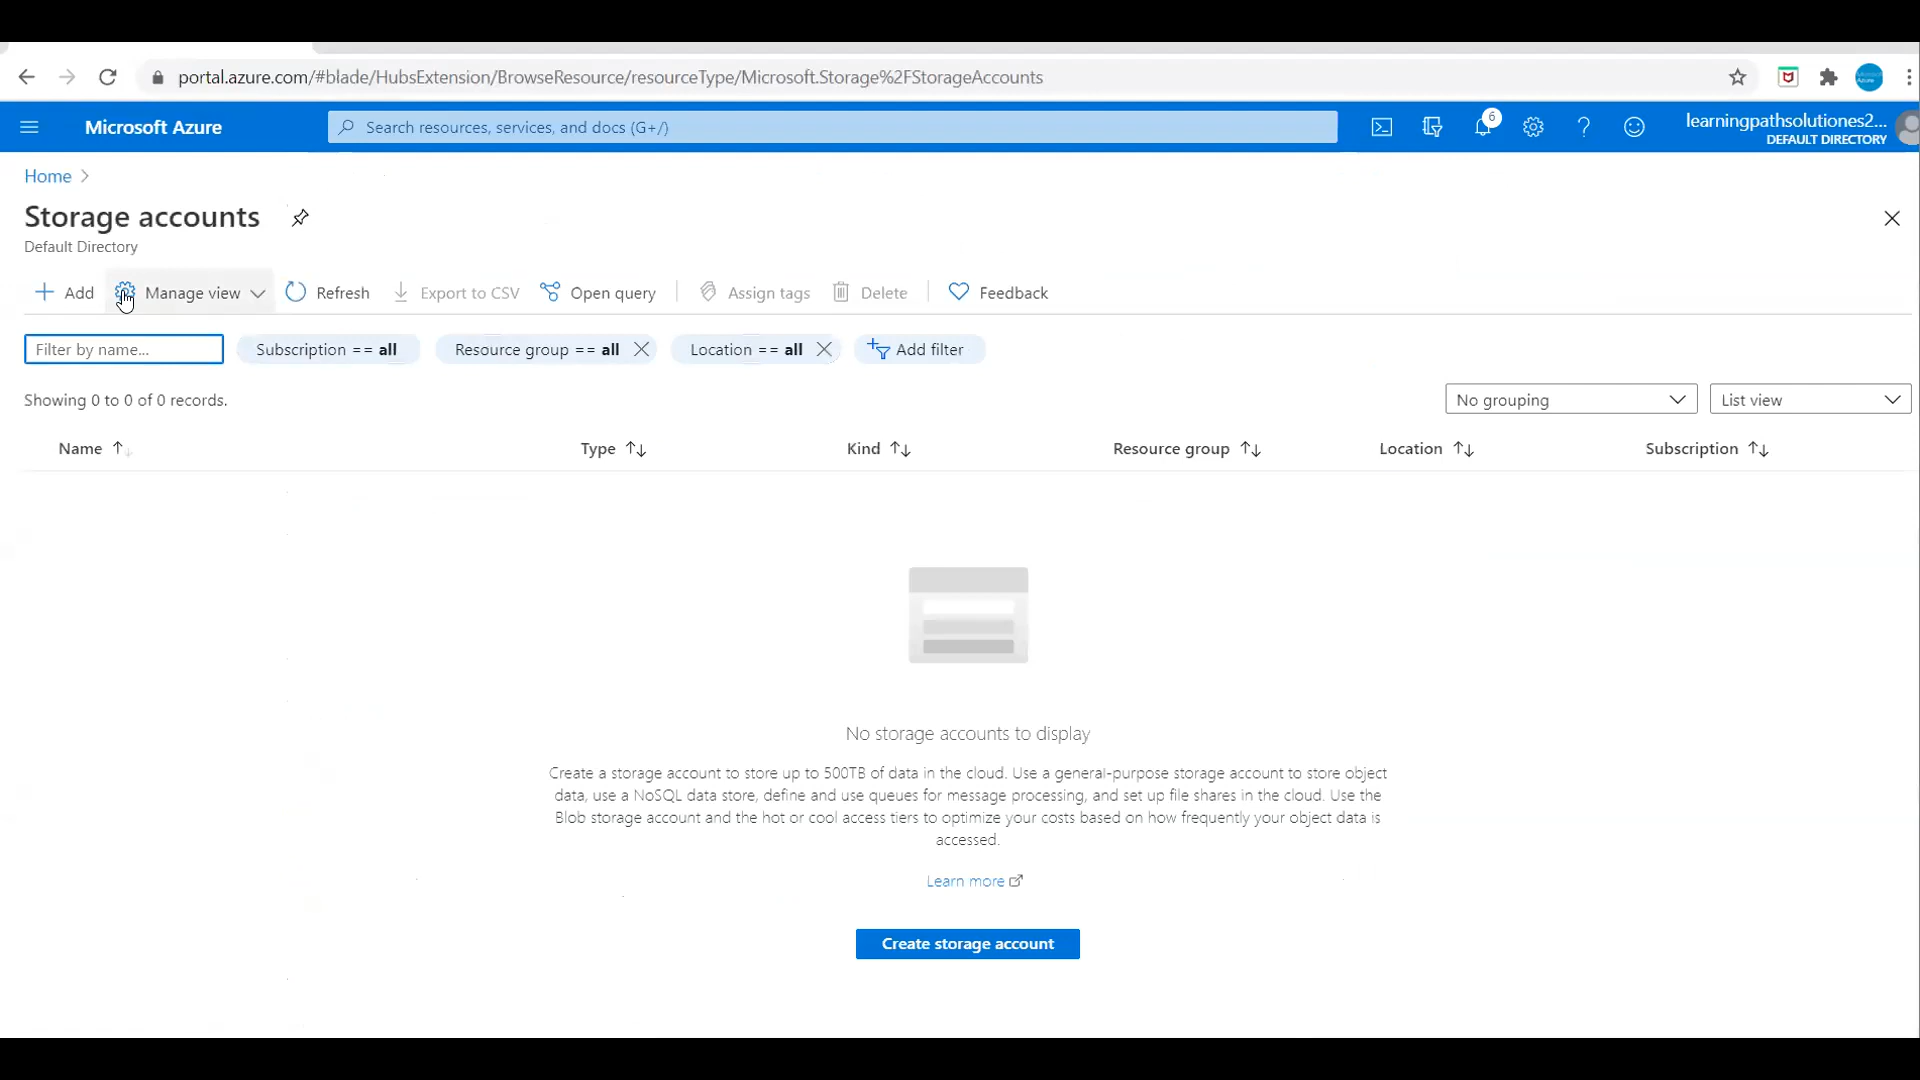 portal.azure.com/#blade/HubsExtension/BrowseResource/resourceType/Microsoft.Storage%2FStorageAccounts
Microsoft Azure
Search resources, services, and docs (G+/)
6
learningpathsolutiones2...
DEFAULT DIRECTORY
Home
Storage accounts
Default Directory
Add
Manage view
Refresh
Export to CSV
Open query
Assign tags
Delete
Feedback
Filter by name...
Subscription == all
Resource group == all
Location == all
Add filter
Showing 0 to 0 of 0 records.
No grouping
List view
Name
Type
Kind
Resource group
Location
Subscription
No storage accounts to display
Create a storage account to store up to 500TB of data in the cloud. Use a general-purpose storage account to store object
data, use a NoSQL data store, define and use queues for message processing, and set up file shares in the cloud. Use the
Blob storage account and the hot or cool access tiers to optimize your costs based on how frequently your object data is
accessed.
Learn more
Create storage account